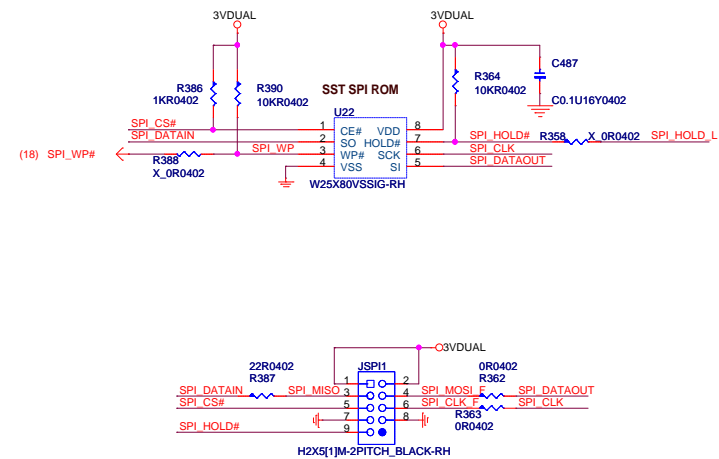 3VDUAL
3VDUAL
C487
R386
1KR0402
R390
10KR0402
SST SPI ROM
R364
10KR0402
C0.1U16Y0402
U22
SPI_CS#
1
CE#
VDD
8
SPI_DATAIN
2
SO
HOLD#
7
SPI_HOLD#
R358
X_0R0402
SPI_HOLD_L
(18) SPI_WP#
SPI_WP
3
WP#
SCK
6
SPI_CLK
R388
X_0R0402
4
VSS
SI
5
SPI_DATAOUT
W25X80VSSIG-RH
3VDUAL
22R0402
R387
JSPI1
0R0402
R362
1
2
SPI_DATAIN
SPI_MISO
3
4
SPI_MOSI_F
SPI_DATAOUT
SPI_CS#
5
6
SPI_CLK_F
SPI_CLK
7
8
R363
0R0402
SPI_HOLD#
9
H2X5[1]M-2PITCH_BLACK-RH